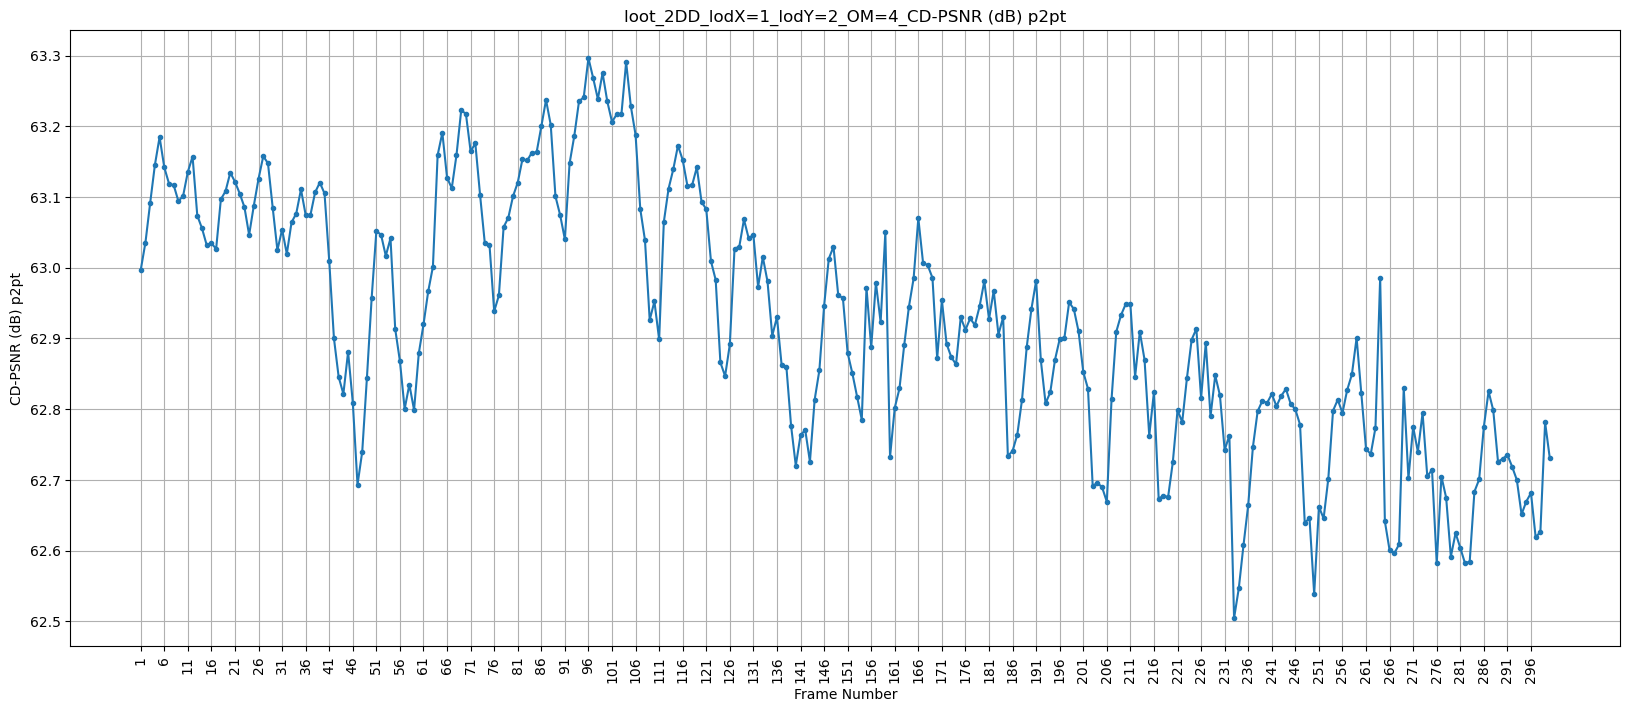 loot_2DD_lodX=1_lodY=2_OM=4_CD-PSNR (dB) p2pt
CD-PSNR (dB) p2pt
63.3
63.2
63.1
63.0
62.9
62.8
62.7
62.6
62.5
1 6 11 16 21 26 31 36 41 46 51 56 61 66 71 76 81 86 91 96 101 106 111 116 121 126 131 136 141 146 151 156 161 166 171 176 181 186 191 196 201 206 211 216 221 226 231 236 241 246 251 256 261 266 271 276 281 286 291 296
Frame Number